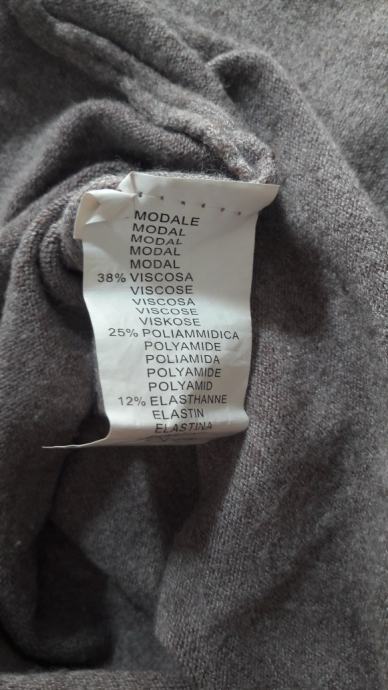 MODALE
MODAL
MODAL
MODAL
MODAL
38% VISCOSA
VISCOSE
VISCOSA
VISCOSE
VISKOSE
25% POLIAMMIDICA
POLYAMIDE
POLIAMIDA
POLYAMIDE
POLYAMID
12% ELASTHANNE
ELASTIN
ELASTINA